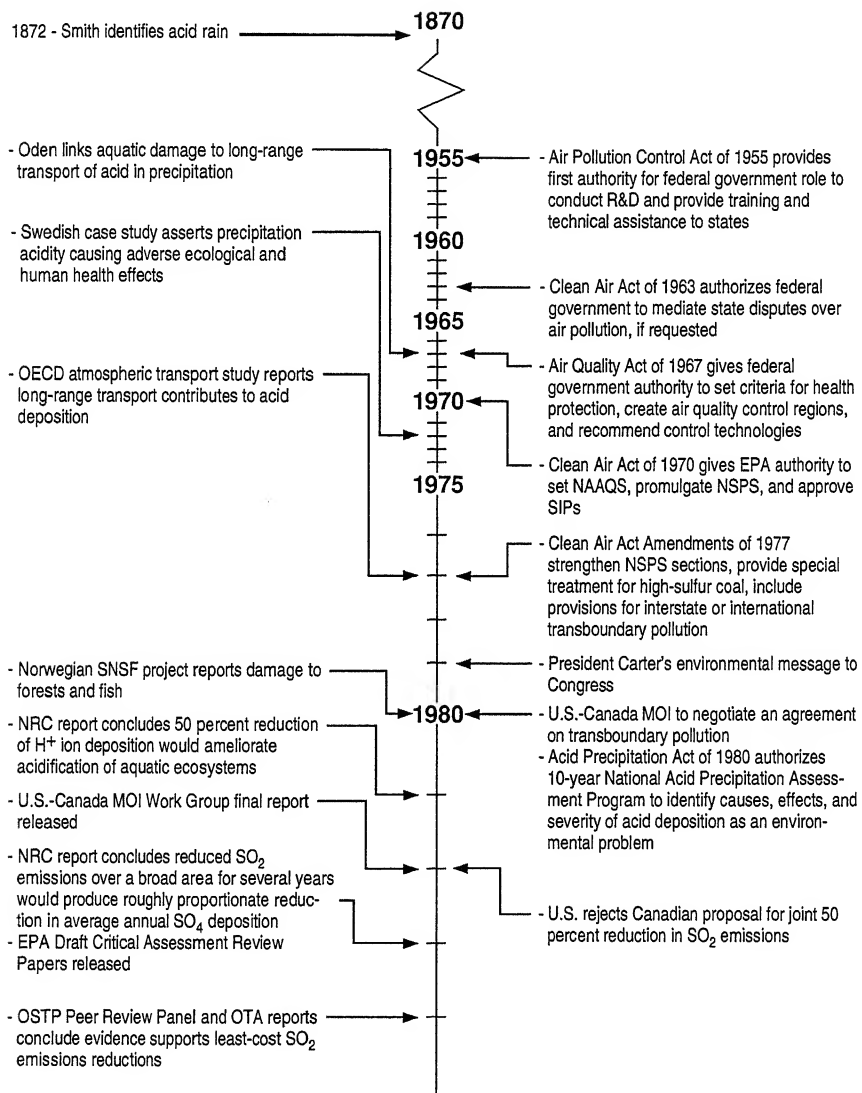 1872 - Smith identifies acid rain
1870
- Oden links aquatic damage to long-range
transport of acid in precipitation
- Swedish case study asserts precipitation
acidity causing adverse ecological and
human health effects
- OECD atmospheric transport study reports
long-range transport contributes to acid
deposition
- Norwegian SNSF project reports damage to
forests and fish
- NRC report concludes 50 percent reduction
of H+ ion deposition would ameliorate
acidification of aquatic ecosystems
- U.S.-Canada MOI Work Group final report
released
- NRC report concludes reduced SO2
emissions over a broad area for several years
would produce roughly proportionate reduc-
tion in average annual SO4 deposition
- EPA Draft Critical Assessment Review
Papers released
- OSTP Peer Review Panel and OTA reports
conclude evidence supports least-cost SO2
emissions reductions
1955
1960
1965
1970
1975
1980
- Air Pollution Control Act of 1955 provides
first authority for federal government role to
conduct R&D and provide training and
technical assistance to states
- Clean Air Act of 1963 authorizes federal
government to mediate state disputes over
air pollution, if requested
- Air Quality Act of 1967 gives federal
government authority to set criteria for health
protection, create air quality control regions,
and recommend control technologies
- Clean Air Act of 1970 gives EPA authority to
set NAAQS, promulgate NSPS, and approve
SIPs
- Clean Air Act Amendments of 1977
strengthen NSPS sections, provide special
treatment for high-sulfur coal, include
provisions for interstate or international
transboundary pollution
- President Carter's environmental message to
Congress
- U.S.-Canada MOI to negotiate an agreement
on transboundary pollution
- Acid Precipitation Act of 1980 authorizes
10-year National Acid Precipitation Assess-
ment Program to identify causes, effects, and
severity of acid deposition as an environ-
mental problem
- U.S. rejects Canadian proposal for joint 50
percent reduction in SO2 emissions